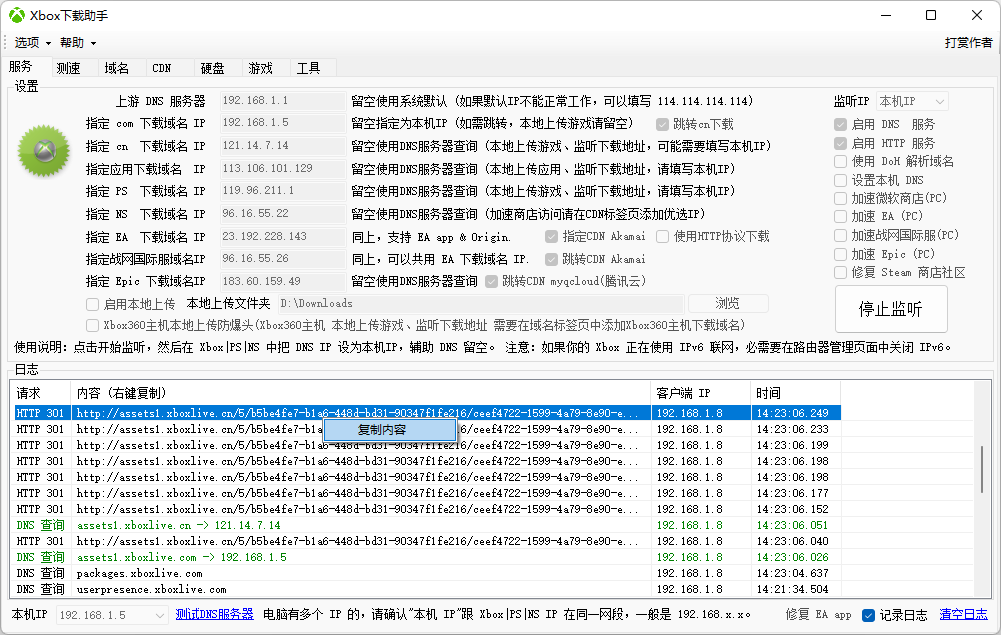 Xbox下载助手
选项 帮助 打赏作者
服务 测速 域名 CDN 硬盘 游戏 工具
设置
上游 DNS 服务器 192.168.1.1 留空使用系统默认 (如果默认IP不能正常工作，可以填写 114.114.114.114) 监听IP 本机IP
指定 com 下载域名 IP 192.168.1.5 留空指定为本机IP (如需跳转，本地上传游戏请留空) 跳转cn下载 启用 DNS 服务
指定 cn 下载域名 IP 121.14.7.14 留空使用DNS服务器查询 (本地上传游戏、监听下载地址，可能需要填写本机IP) 启用 HTTP 服务
指定应用下载域名 IP 113.106.101.129 留空使用DNS服务器查询 (本地上传应用、监听下载地址，请填写本机IP) 使用 DoH 解析域名
指定 PS 下载域名 IP 119.96.211.1 留空使用DNS服务器查询 (本地上传游戏、监听下载地址，请填写本机IP) 设置本机 DNS
加速微软商店(PC)
指定 NS 下载域名 IP 96.16.55.22 留空使用DNS服务器查询 (加速商店访问请在CDN标签页添加优选IP) 加速 EA (PC)
指定 EA 下载域名 IP 23.192.228.143 同上，支持 EA app & Origin. 指定CDN Akamai 使用HTTP协议下载 加速战网国际服(PC)
指定战网国际服域名IP 96.16.55.26 同上，可以共用 EA 下载域名 IP. 跳转CDN Akamai 加速 Epic (PC)
指定 Epic 下载域名IP 183.60.159.49 留空使用DNS服务器查询 跳转CDN myqcloud(腾讯云) 修复 Steam 商店社区
启用本地上传 本地上传文件夹 D:\Downloads 浏览 停止监听
Xbox360主机本地上传防爆头(Xbox360主机 本地上传游戏、监听下载地址 需要在域名标签页中添加Xbox360主机下载域名)
使用说明：点击开始监听，然后在 Xbox|PS|NS 中把 DNS IP 设为本机IP，辅助 DNS 留空。 注意：如果你的 Xbox 正在使用 IPv6 联网，必需要在路由器管理页面中关闭 IPv6。
日志
请求 内容 (右键复制) 客户端 IP 时间
HTTP 301 http://assets1.xboxlive.cn/5/b5be4fe7-b1a6-448d-bd31-90347f1fe216/ceef4722-1599-4a79-8e90-e... 192.168.1.8 14:23:06.249
HTTP 301 http://assets1.xboxlive.cn/5/b5be4fe7-b1a 复制内容 6/ceef4722-1599-4a79-8e90-e... 192.168.1.8 14:23:06.233
HTTP 301 http://assets1.xboxlive.cn/5/b5be4fe7-b1a6-448d-bd31-90347f1fe216/ceef4722-1599-4a79-8e90-e... 192.168.1.8 14:23:06.199
HTTP 301 http://assets1.xboxlive.cn/5/b5be4fe7-b1a6-448d-bd31-90347f1fe216/ceef4722-1599-4a79-8e90-e... 192.168.1.8 14:23:06.198
HTTP 301 http://assets1.xboxlive.cn/5/b5be4fe7-b1a6-448d-bd31-90347f1fe216/ceef4722-1599-4a79-8e90-e... 192.168.1.8 14:23:06.198
HTTP 301 http://assets1.xboxlive.cn/5/b5be4fe7-b1a6-448d-bd31-90347f1fe216/ceef4722-1599-4a79-8e90-e... 192.168.1.8 14:23:06.177
HTTP 301 http://assets1.xboxlive.cn/5/b5be4fe7-b1a6-448d-bd31-90347f1fe216/ceef4722-1599-4a79-8e90-e... 192.168.1.8 14:23:06.152
DNS 查询 assets1.xboxlive.cn -> 121.14.7.14 192.168.1.8 14:23:06.051
HTTP 301 http://assets1.xboxlive.cn/5/b5be4fe7-b1a6-448d-bd31-90347f1fe216/ceef4722-1599-4a79-8e90-e... 192.168.1.8 14:23:06.040
DNS 查询 assets1.xboxlive.com -> 192.168.1.5 192.168.1.8 14:23:06.026
DNS 查询 packages.xboxlive.com 192.168.1.8 14:23:04.637
DNS 查询 userpresence.xboxlive.com 192.168.1.8 14:21:34.504
本机IP 192.168.1.5 测试DNS服务器 电脑有多个 IP 的，请确认"本机 IP"跟 Xbox|PS|NS IP 在同一网段，一般是 192.168.x.x。 修复 EA app 记录日志 清空日志